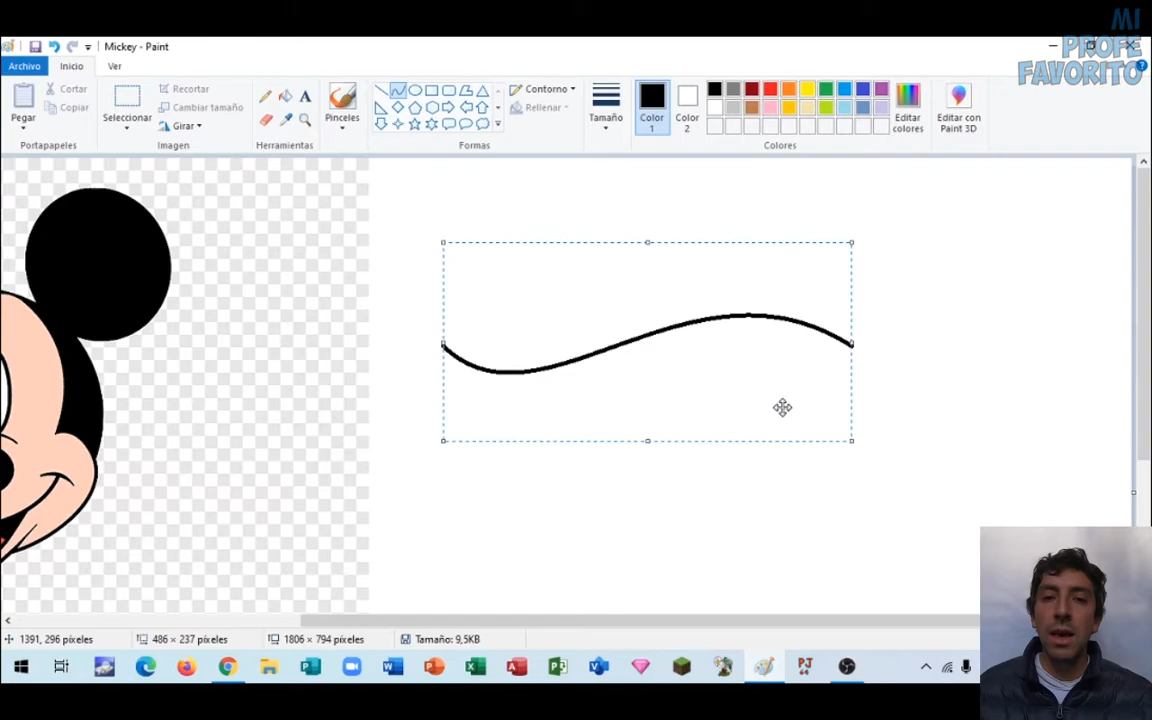 MI
PROFE
FAVORITO
Mickey - Paint
Archivo Inicio Ver
Pegar
Cortar
Copiar
Portapapeles
Seleccionar
Recortar
Cambiar tamaño
Girar
Imagen
A
Herramientas
Pinceles
Contorno
Rellenar
Formas
Tamaño
Color
1
Color
2
Editar
colores
Colores
Editar con
Paint 3D
1391, 296 píxeles 486 × 237 píxeles 1806 × 794 píxeles Tamaño: 9,5KB